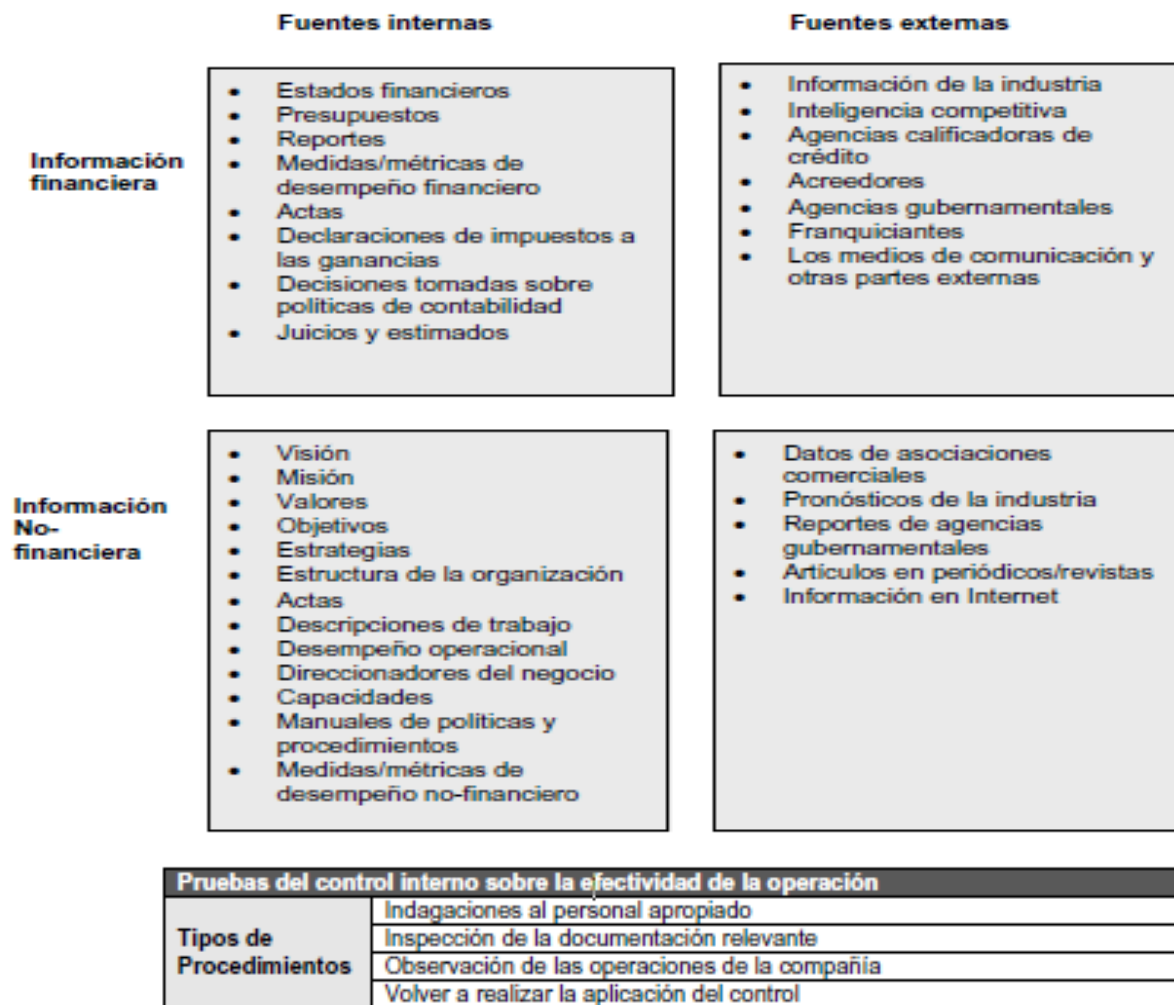 Fuentes internas
Fuentes externas
Información
financiera
• Estados financieros
• Presupuestos
• Reportes
• Medidas/métricas de
desempeño financiero
• Actas
• Declaraciones de impuestos a
las ganancias
• Decisiones tomadas sobre
políticas de contabilidad
• Juicios y estimados
• Información de la industria
• Inteligencia competitiva
• Agencias calificadoras de
crédito
• Acreedores
• Agencias gubernamentales
• Franquiciantes
• Los medios de comunicación y
otras partes externas
Información
No-
financiera
• Visión
• Misión
• Valores
• Objetivos
• Estrategias
• Estructura de la organización
• Actas
• Descripciones de trabajo
• Desempeño operacional
• Direccionadores del negocio
• Capacidades
• Manuales de políticas y
procedimientos
• Medidas/métricas de
desempeño no-financiero
• Datos de asociaciones
comerciales
• Pronósticos de la industria
• Reportes de agencias
gubernamentales
• Artículos en periódicos/revistas
• Información en Internet
Pruebas del control interno sobre la efectividad de la operación
Tipos de
Procedimientos
Indagaciones al personal apropiado
Inspección de la documentación relevante
Observación de las operaciones de la compañía
Volver a realizar la aplicación del control